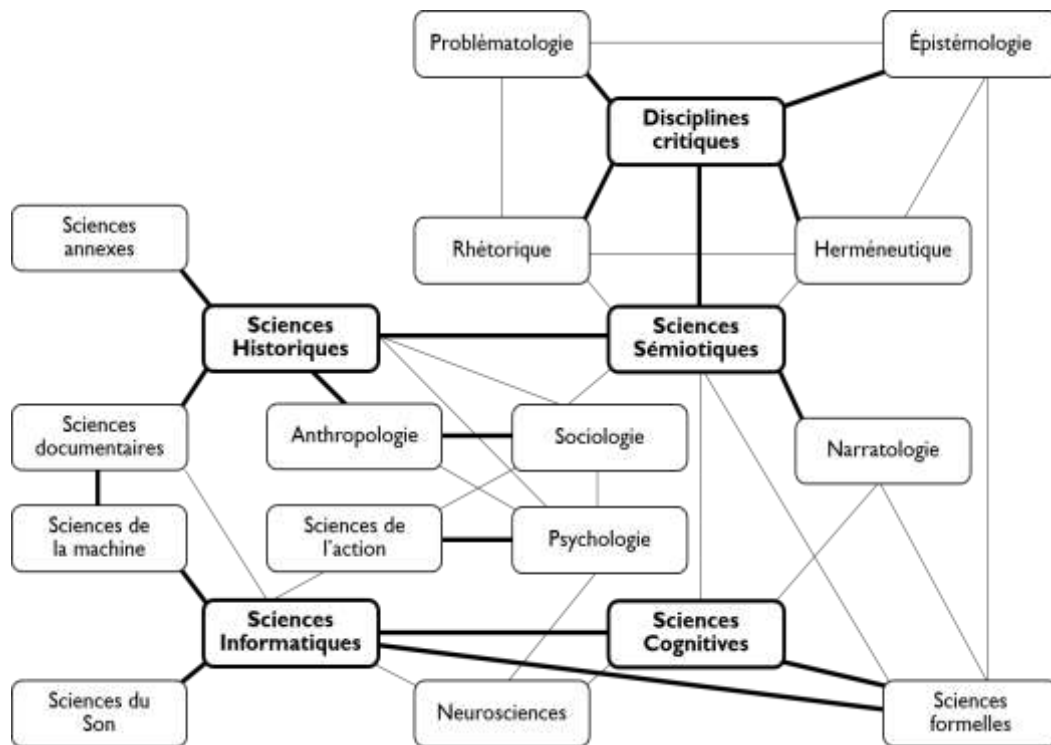 Problématologie
Épistémologie
Disciplines
critiques
Sciences
annexes
Rhétorique
Herméneutique
Sciences
Historiques
Sciences
Sémiotiques
Sciences
documentaires
Anthropologie
Sociologie
Narratologie
Sciences de
la machine
Sciences de
l'action
Psychologie
Sciences
Informatiques
Sciences
Cognitives
Sciences du
Son
Neurosciences
Sciences
formelles